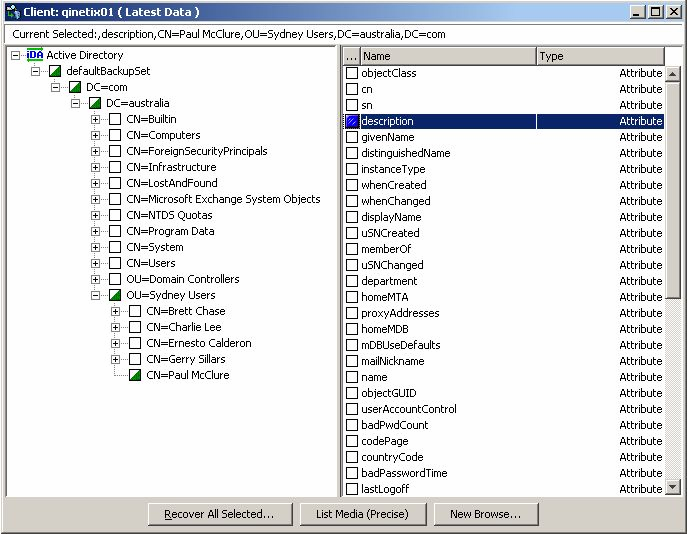 Client: qinetix01 ( Latest Data )
Current Selected:,description,CN=Paul McClure,OU=Sydney Users,DC=australia,DC=com
iDA Active Directory
defaultBackupSet
DC=com
DC=australia
CN=Builtin
CN=Computers
CN=ForeignSecurityPrincipals
CN=Infrastructure
CN=LostAndFound
CN=Microsoft Exchange System Objects
CN=NTDS Quotas
CN=Program Data
CN=System
CN=Users
OU=Domain Controllers
OU=Sydney Users
CN=Brett Chase
CN=Charlie Lee
CN=Ernesto Calderon
CN=Gerry Sillars
CN=Paul McClure
... Name Type
objectClass Attribute
cn Attribute
sn Attribute
description Attribute
givenName Attribute
distinguishedName Attribute
instanceType Attribute
whenCreated Attribute
whenChanged Attribute
displayName Attribute
uSNCreated Attribute
memberOf Attribute
uSNChanged Attribute
department Attribute
homeMTA Attribute
proxyAddresses Attribute
homeMDB Attribute
mDBUseDefaults Attribute
mailNickname Attribute
name Attribute
objectGUID Attribute
userAccountControl Attribute
badPwdCount Attribute
codePage Attribute
countryCode Attribute
badPasswordTime Attribute
lastLogoff Attribute
Recover All Selected... List Media (Precise) New Browse...